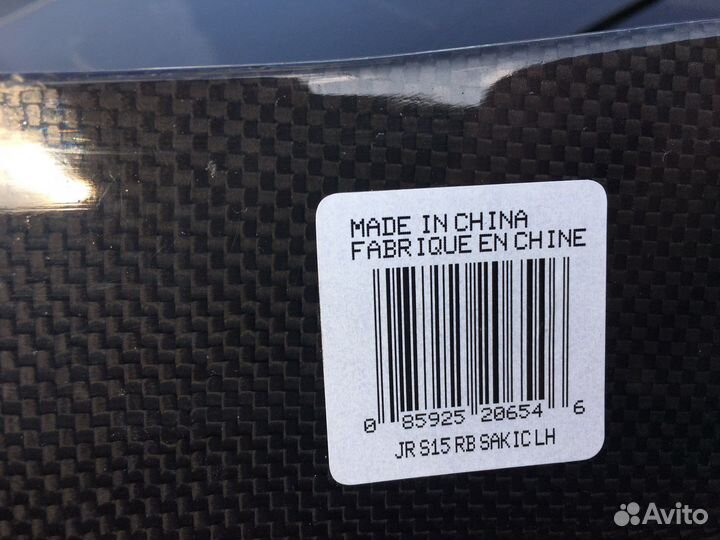 MADE IN CHINA
FABRIQUE EN CHINE
0 85925 20654 6
JR S15 RB SAKIC LH
Avito